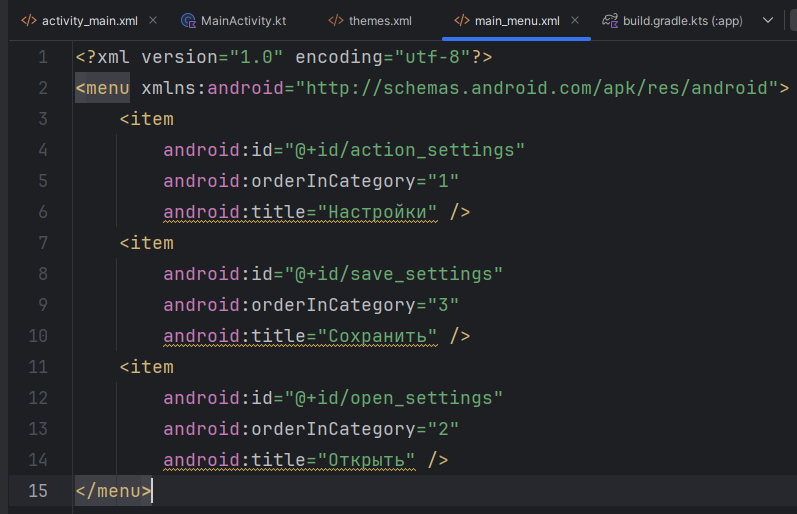 activity_main.xml MainActivity.kt themes.xml main_menu.xml build.gradle.kts (:app)
1 <?xml version="1.0" encoding="utf-8"?>
2 <menu xmlns:android="http://schemas.android.com/apk/res/android">
3 <item
4 android:id="@+id/action_settings"
5 android:orderInCategory="1"
6 android:title="Настройки" />
7 <item
8 android:id="@+id/save_settings"
9 android:orderInCategory="3"
10 android:title="Сохранить" />
11 <item
12 android:id="@+id/open_settings"
13 android:orderInCategory="2"
14 android:title="Открыть" />
15 </menu>